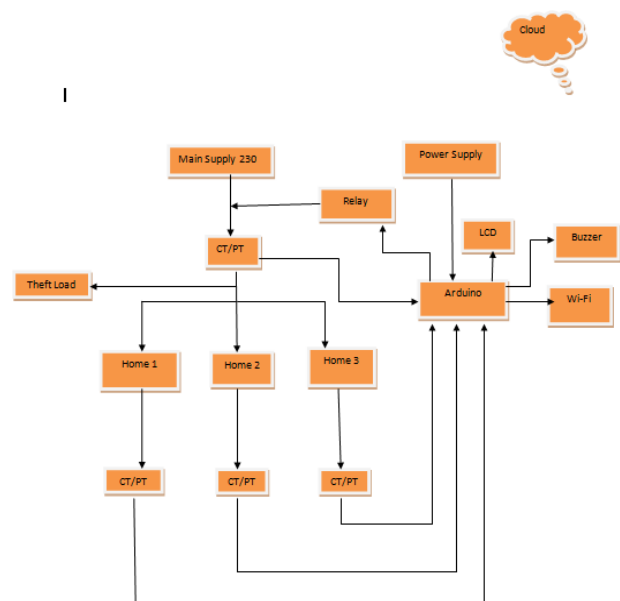 Cloud
I
Main Supply 230
Power Supply
Relay
LCD
Buzzer
CT/PT
Theft Load
Arduino
Wi-Fi
Home 1
Home 2
Home 3
CT/PT
CT/PT
CT/PT